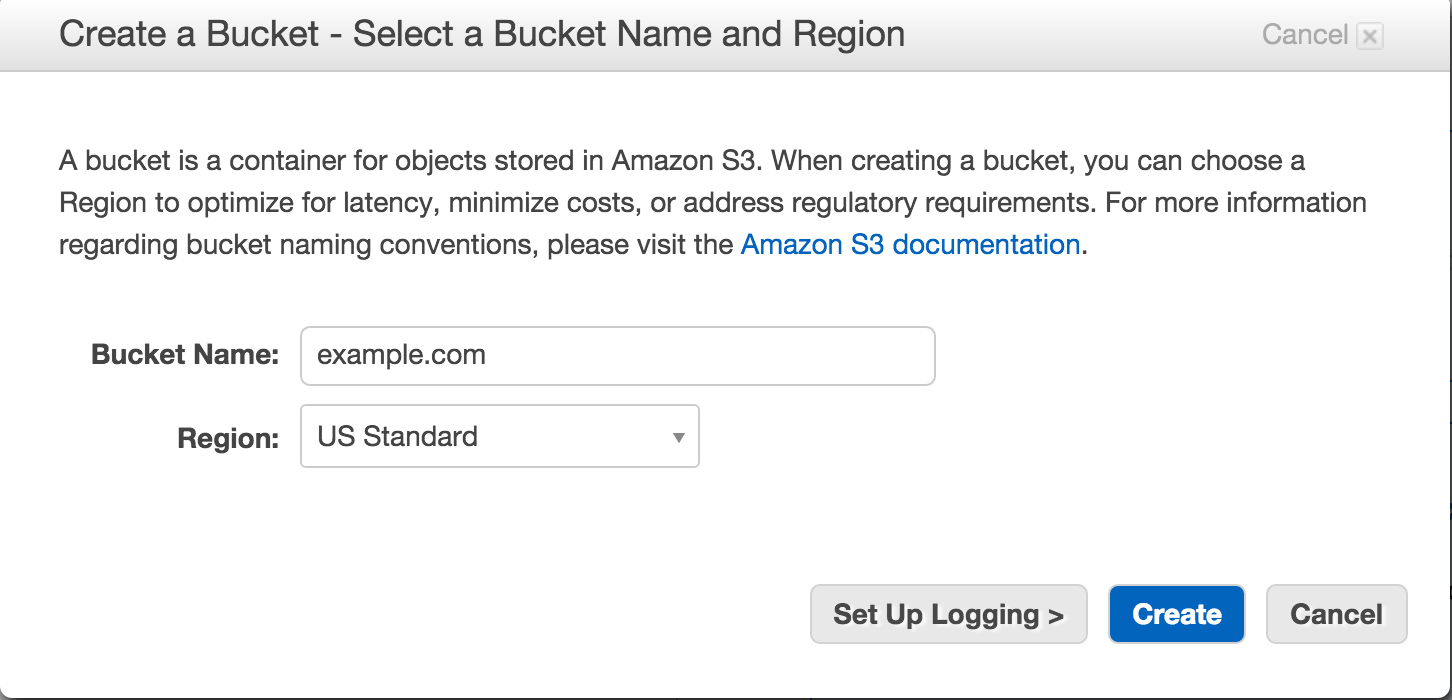 Create a Bucket - Select a Bucket Name and Region
Cancel x
A bucket is a container for objects stored in Amazon S3. When creating a bucket, you can choose a
Region to optimize for latency, minimize costs, or address regulatory requirements. For more information
regarding bucket naming conventions, please visit the Amazon S3 documentation.
Bucket Name: example.com
Region: US Standard
Set Up Logging > Create Cancel